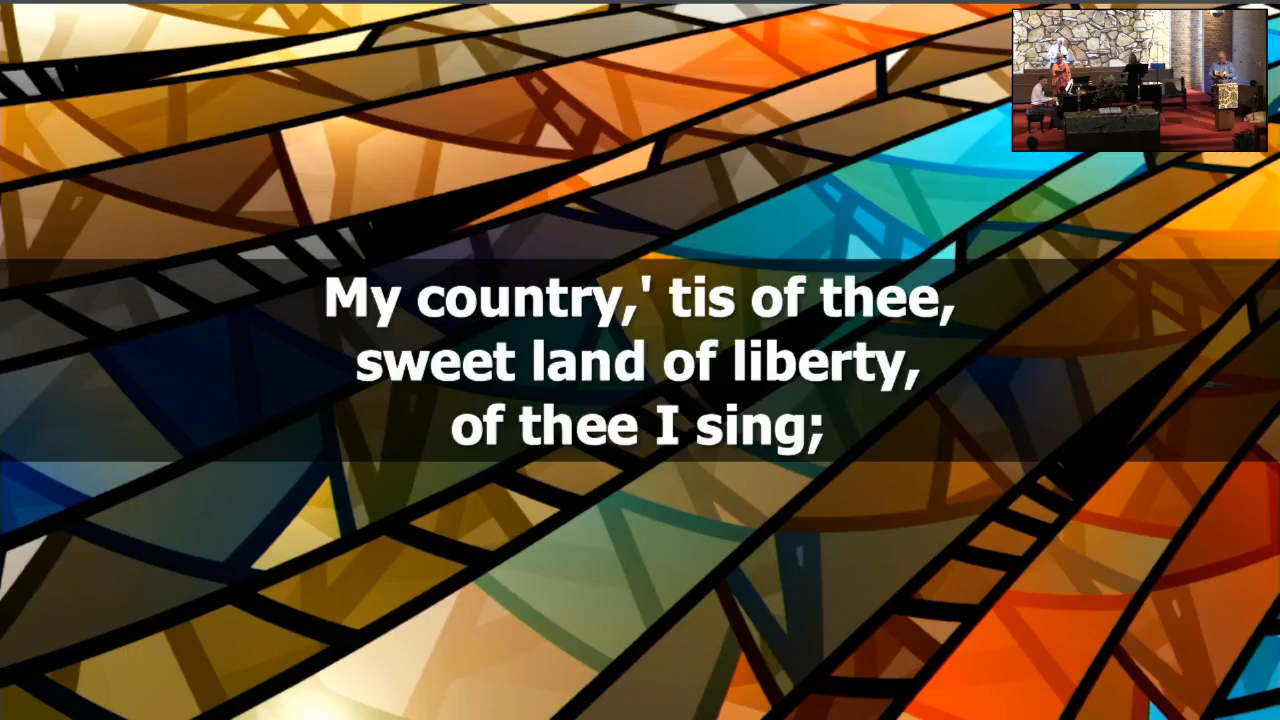 My country,' tis of thee,
sweet land of liberty,
of thee I sing;